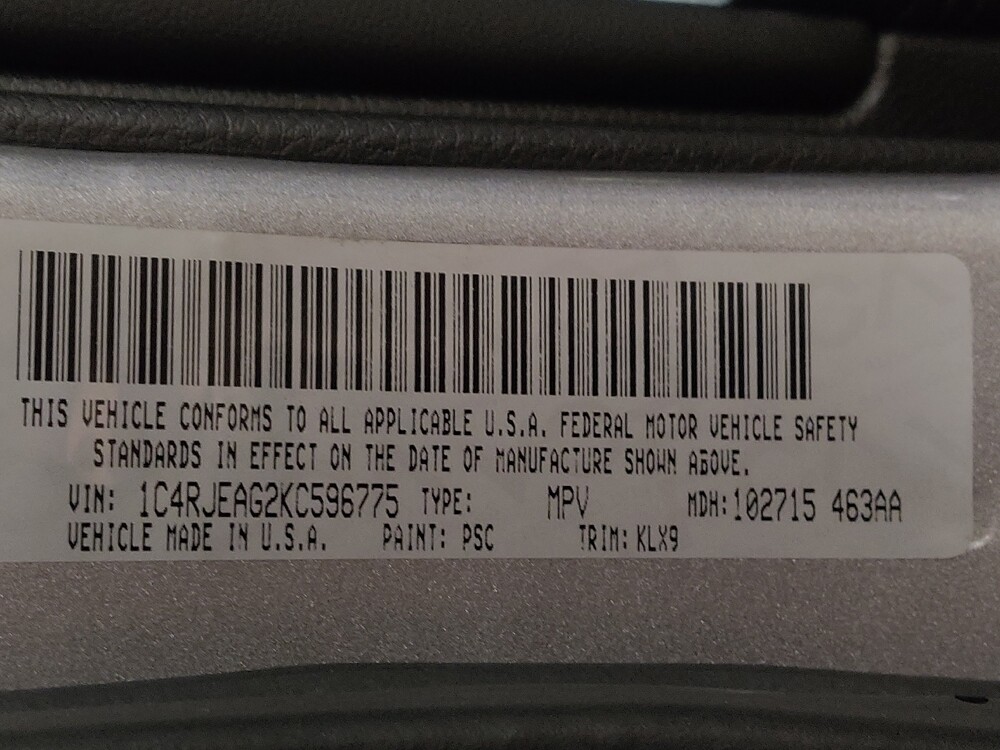 THIS VEHICLE CONFORMS TO ALL APPLICABLE U.S.A. FEDERAL MOTOR VEHICLE SAFETY
STANDARDS IN EFFECT ON THE DATE OF MANUFACTURE SHOWN ABOVE.
VIN: 1C4RJEAG2KC596775 TYPE: MPV MDH:102715 463AA
VEHICLE MADE IN U.S.A. PAINT: PSC TRIM: KLX9